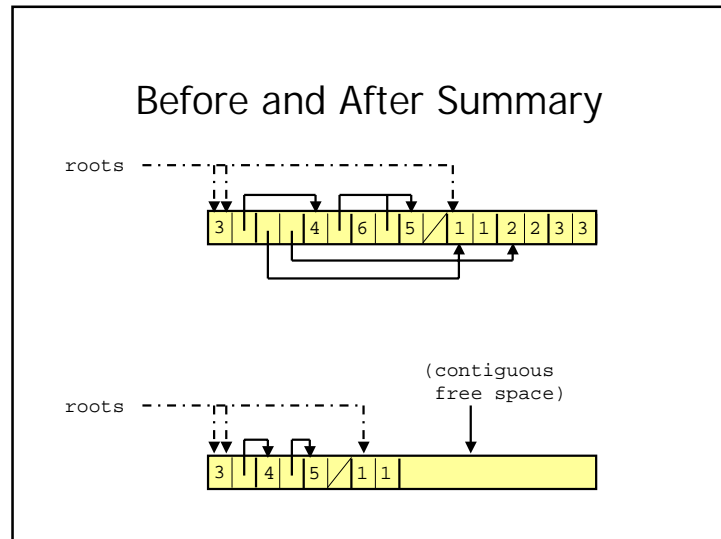 Before and After Summary
roots
3 4 6 5 1 1 2 2 3 3
(contiguous
free space)
roots
3 4 5 1 1